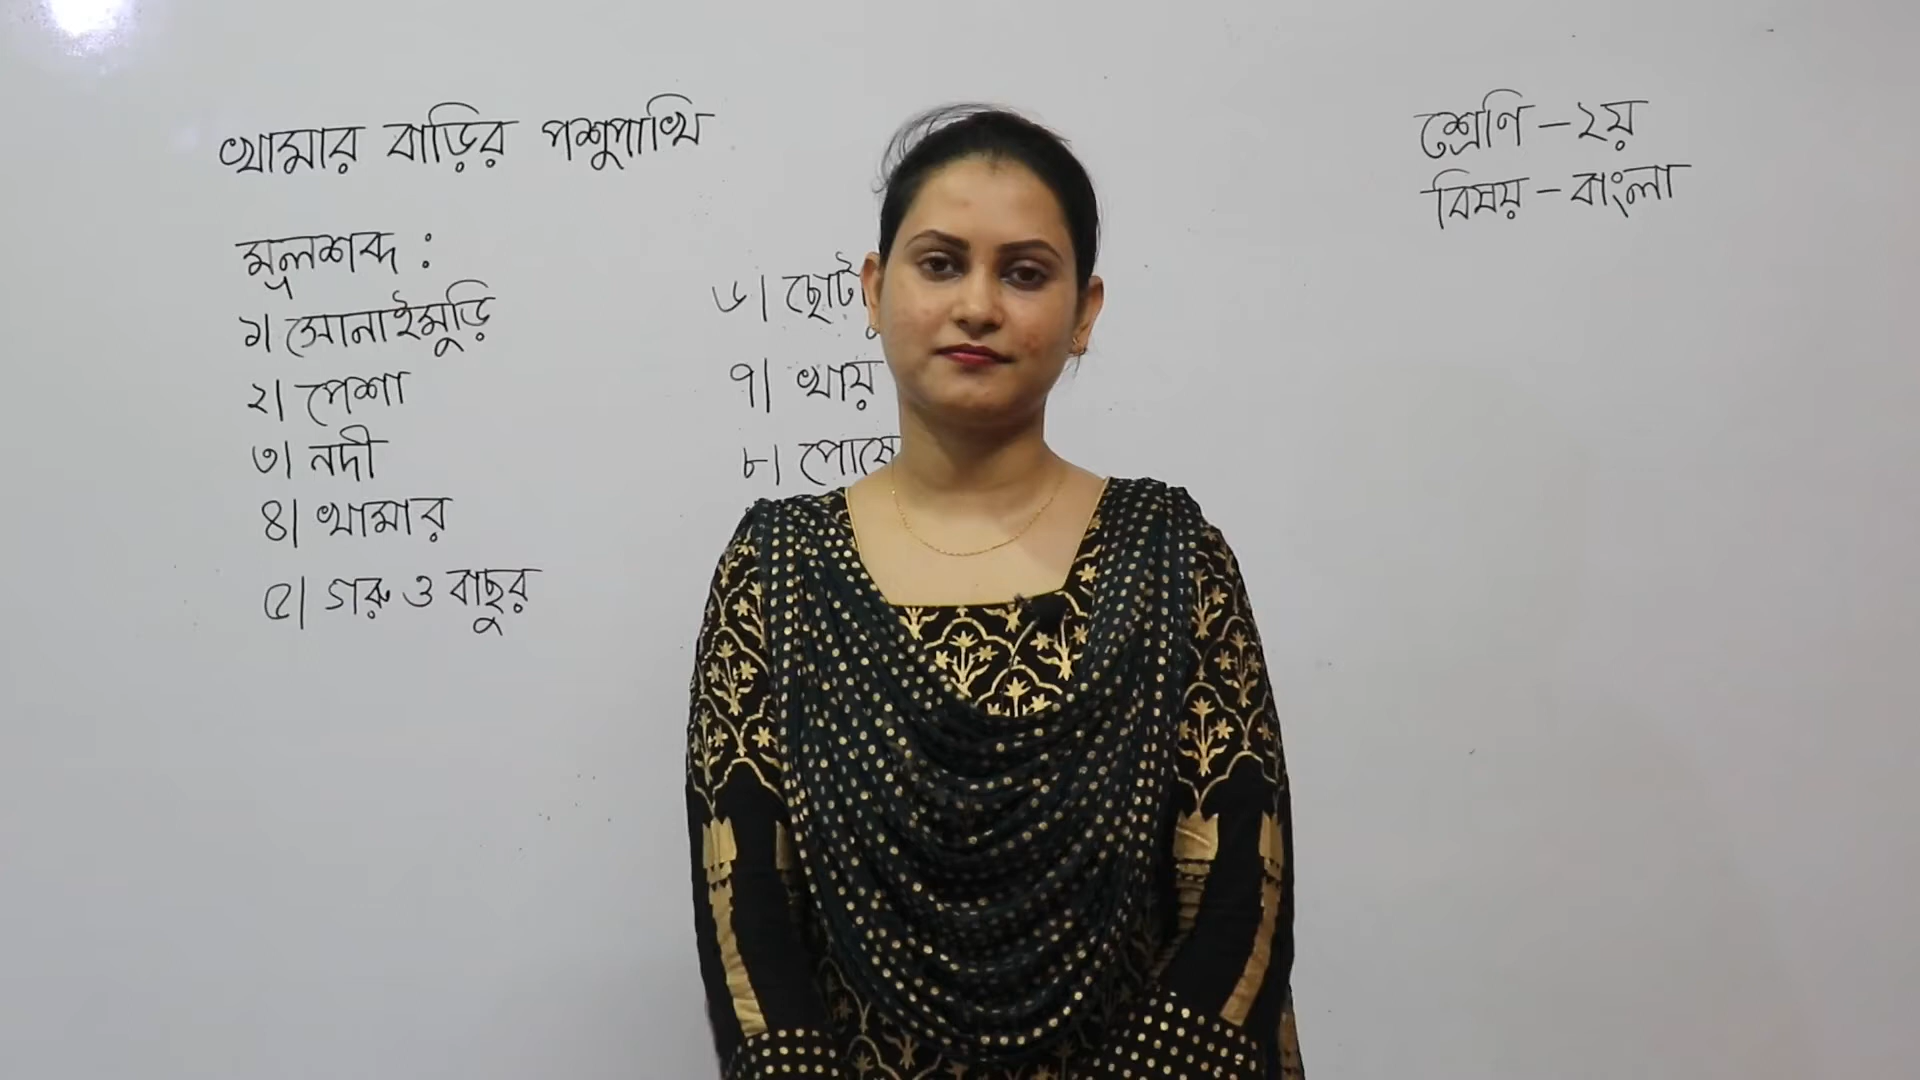 খামার বাড়ির পশুপাখি
শ্রেণি - ২য়
বিষয় - বাংলা
মূলশব্দ :
১। সোনাইমুড়ি
২। পেশা
৩। নদী
৪। খামার
৫। গরু ও বাছুর
৬। ছোটা
৭। খায়
৮। পোষে